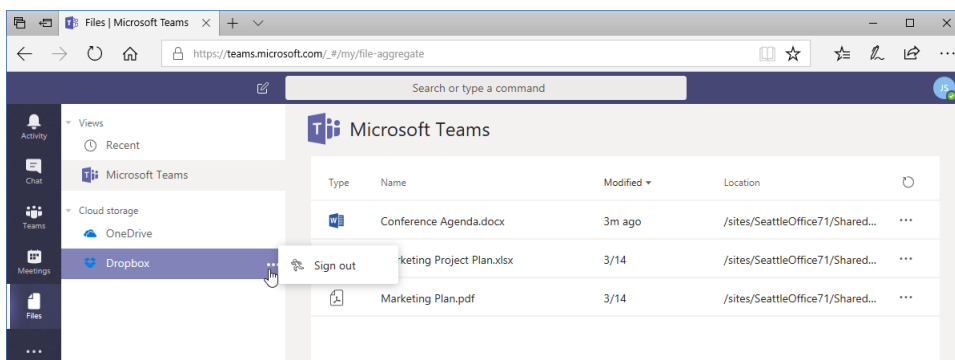 Files | Microsoft Teams
https://teams.microsoft.com/_#/my/file-aggregate
Search or type a command
JS
Activity
Chat
Teams
Meetings
Files
Views
Recent
Microsoft Teams
Cloud storage
OneDrive
Dropbox
Sign out
Microsoft Teams
Type Name Modified Location
Conference Agenda.docx 3m ago /sites/SeattleOffice71/Shared...
rketing Project Plan.xlsx 3/14 /sites/SeattleOffice71/Shared...
Marketing Plan.pdf 3/14 /sites/SeattleOffice71/Shared...